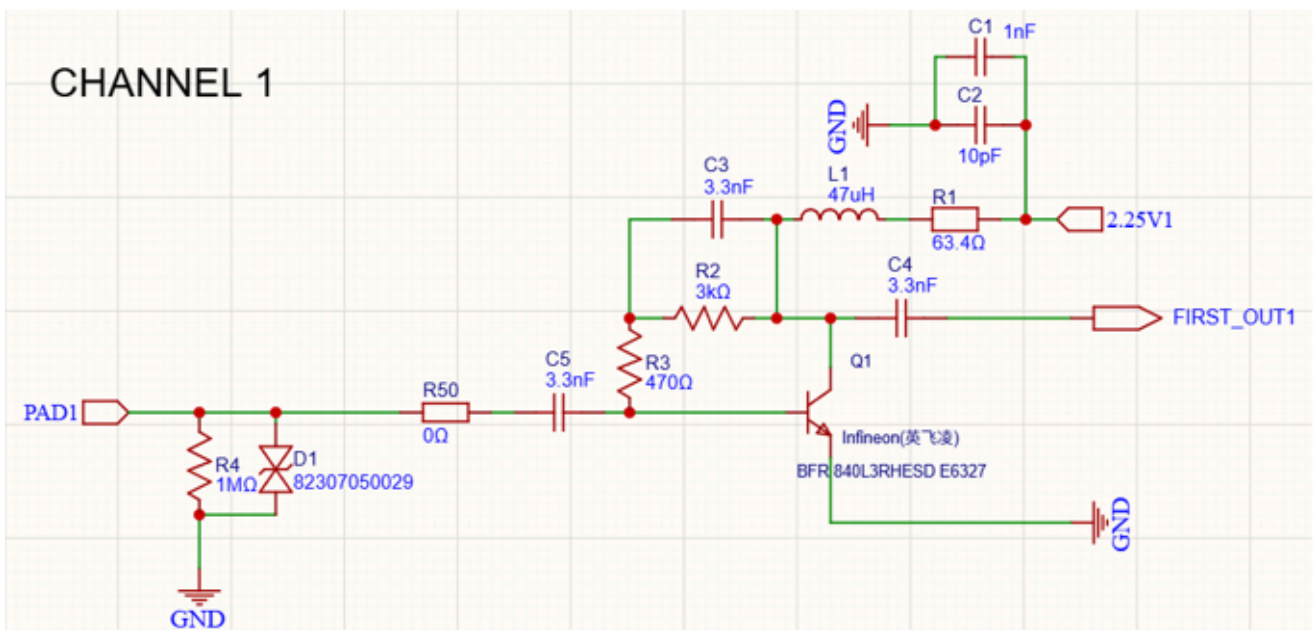 CHANNEL 1
C1
1nF
C2
10pF
GND
C3
3.3nF
L1
47uH
R1
63.4Ω
2.25V1
R2
3kΩ
C4
3.3nF
FIRST_OUT1
R3
470Ω
C5
3.3nF
Q1
R50
0Ω
PAD1
Infineon(英飞凌)
BFR 840L3RHESD E6327
R4
1MΩ
D1
82307050029
GND
GND